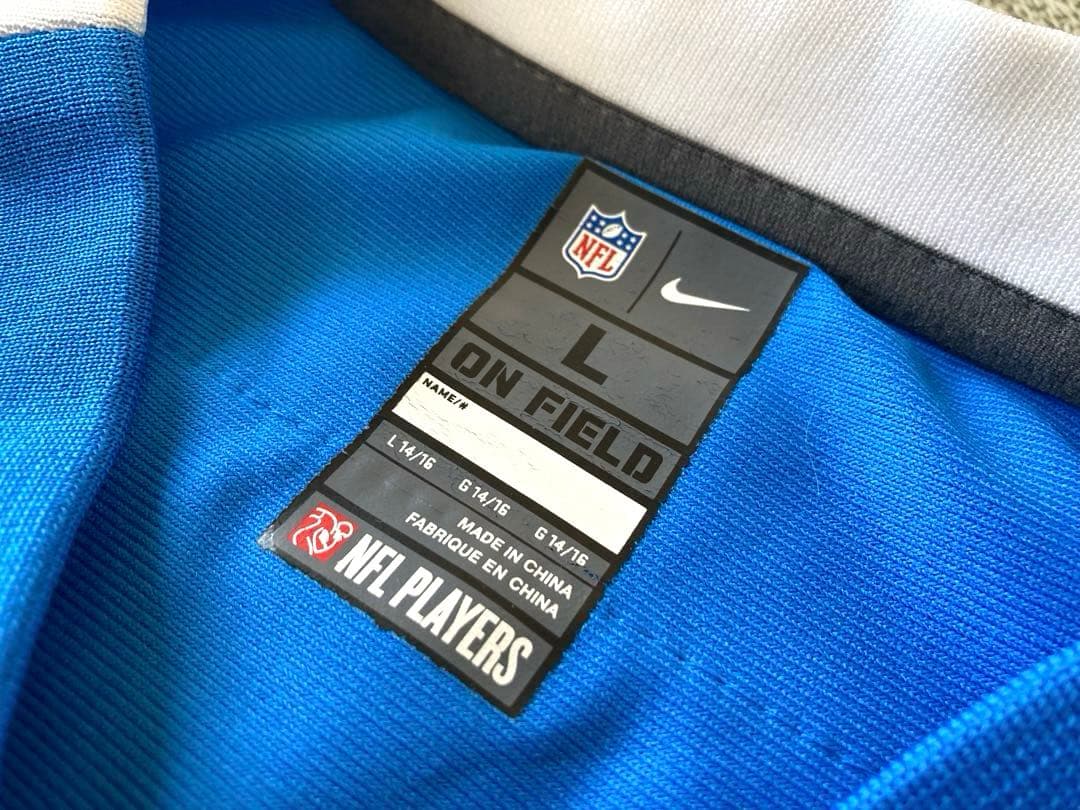 NFL
L
ON FIELD
NAME/#
L 14/16 G 14/16 G 14/16
MADE IN CHINA
FABRIQUE EN CHINA
NFL PLAYERS